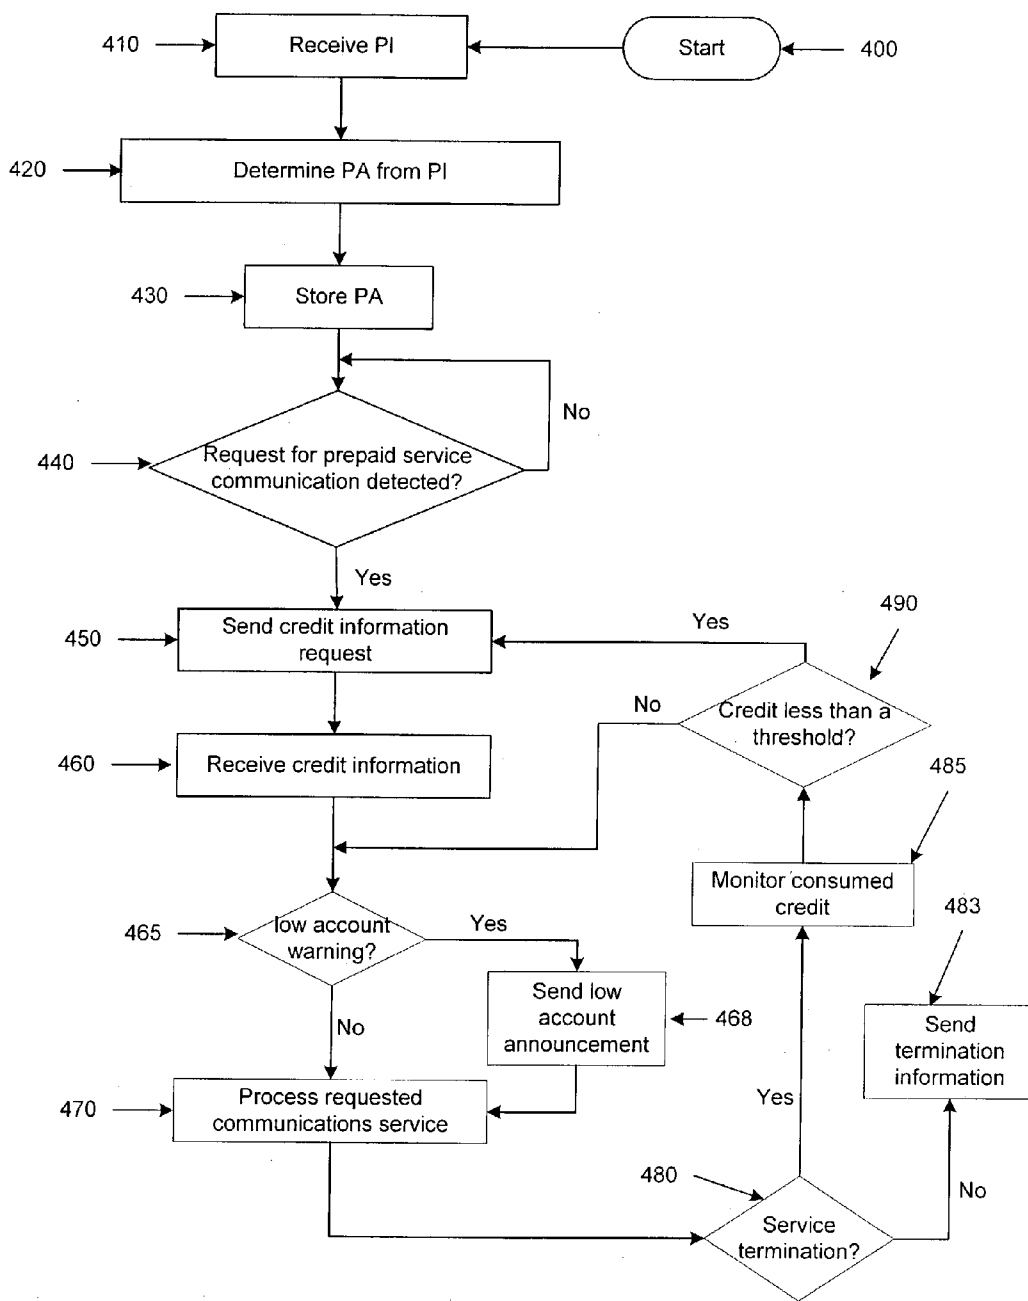 410
Receive PI
Start
400
420
Determine PA from PI
430
Store PA
No
440
Request for prepaid service
communication detected?
Yes
490
450
Send credit information
request
Yes
No
Credit less than a
threshold?
460
Receive credit information
485
Monitor consumed
credit
465
low account
warning?
Yes
483
Send low
account
announcement
468
Send
termination
information
No
470
Process requested
communications service
Yes
480
No
Service
termination?